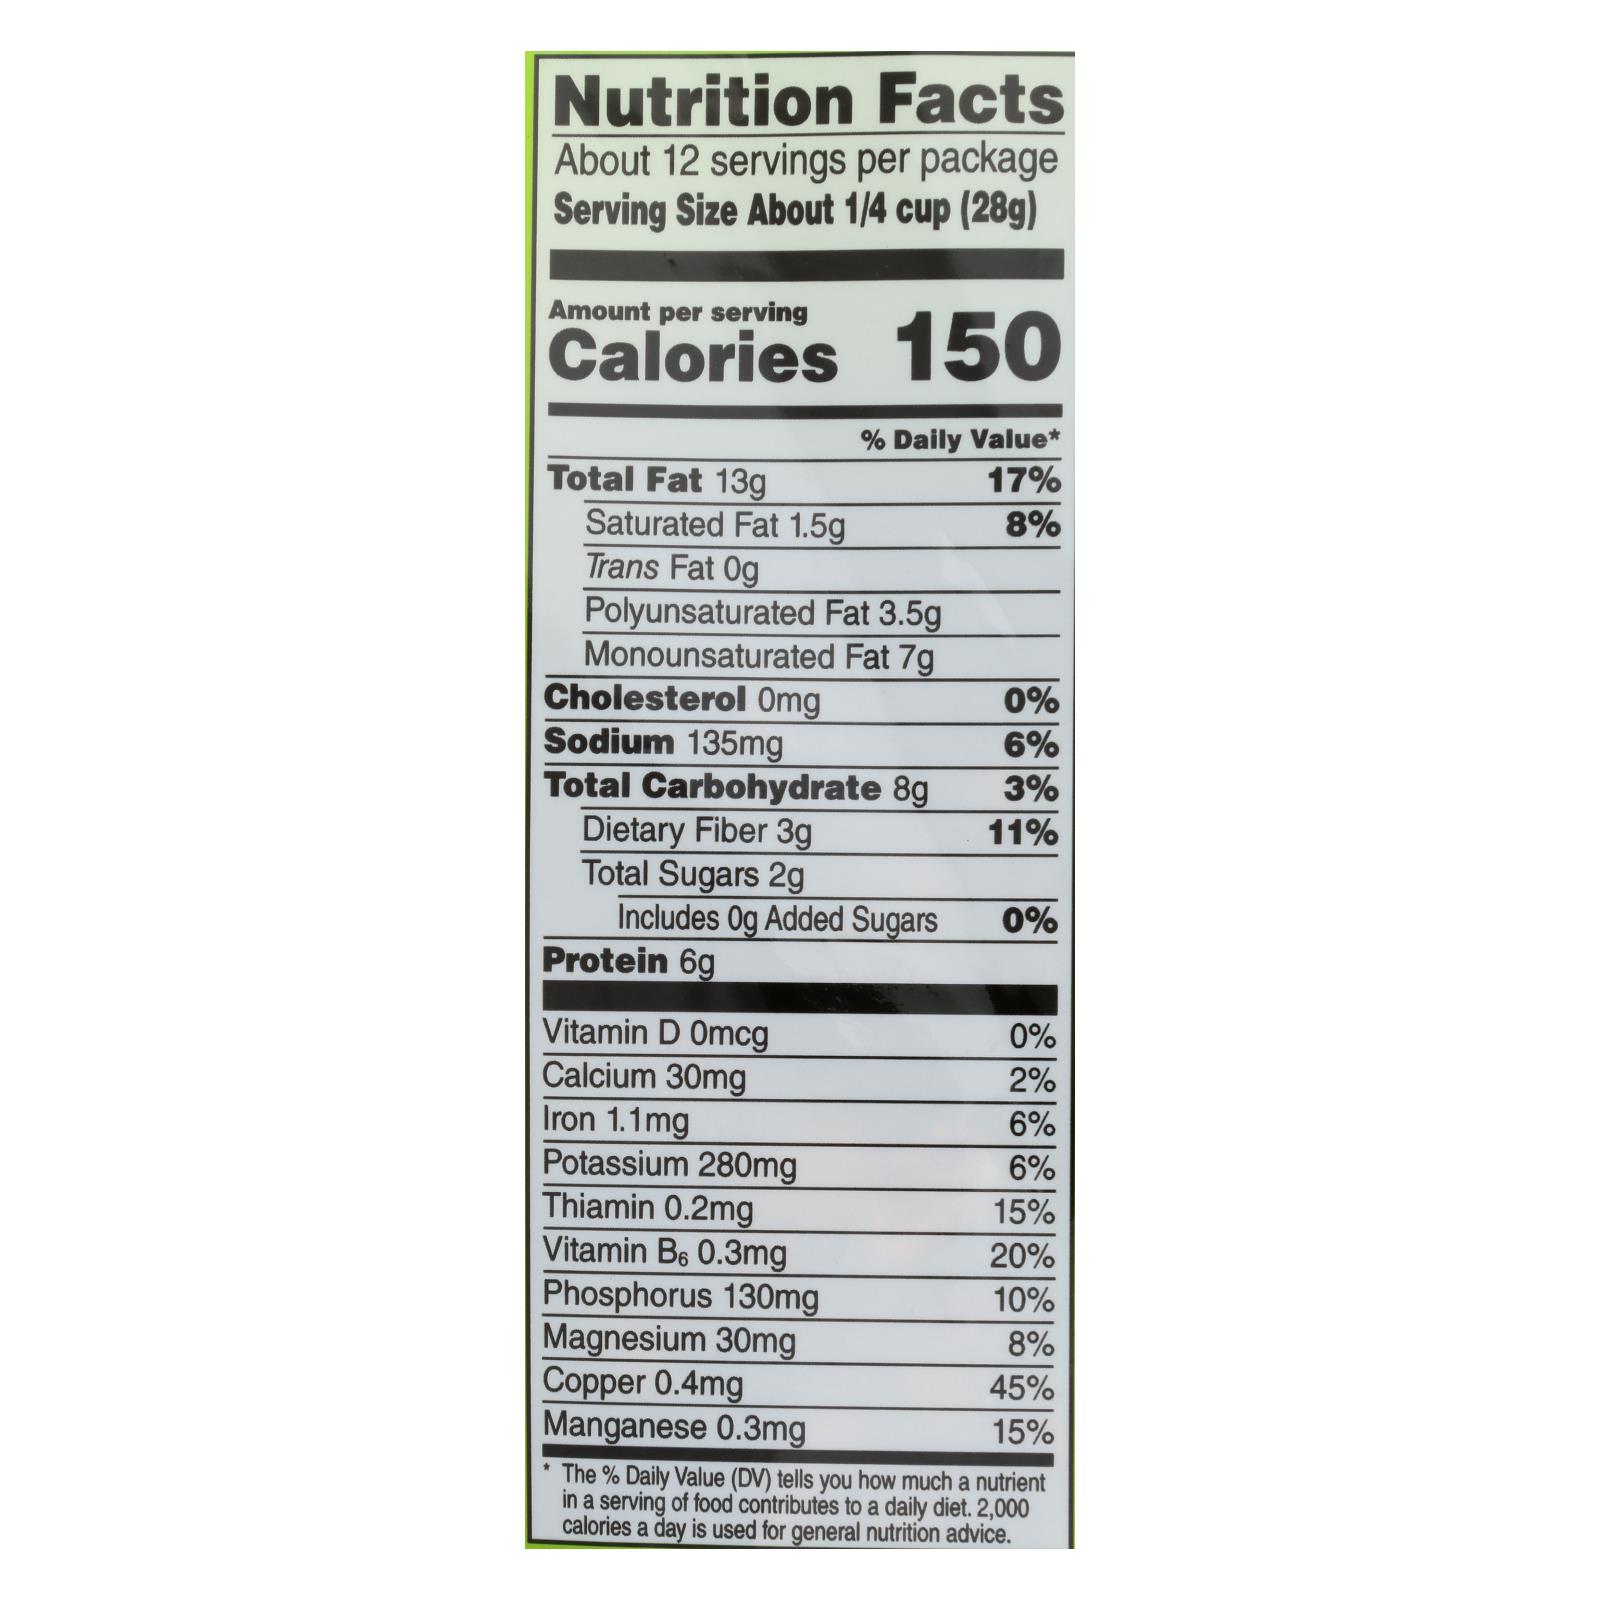 Nutrition Facts
About 12 servings per package
Serving Size About 1/4 cup (28g)
Amount per serving
Calories 150
% Daily Value*
Total Fat 13g 17%
Saturated Fat 1.5g 8%
Trans Fat 0g
Polyunsaturated Fat 3.5g
Monounsaturated Fat 7g
Cholesterol 0mg 0%
Sodium 135mg 6%
Total Carbohydrate 8g 3%
Dietary Fiber 3g 11%
Total Sugars 2g
Includes 0g Added Sugars 0%
Protein 6g
Vitamin D 0mcg 0%
Calcium 30mg 2%
Iron 1.1mg 6%
Potassium 280mg 6%
Thiamin 0.2mg 15%
Vitamin B₆ 0.3mg 20%
Phosphorus 130mg 10%
Magnesium 30mg 8%
Copper 0.4mg 45%
Manganese 0.3mg 15%
* The % Daily Value (DV) tells you how much a nutrient
in a serving of food contributes to a daily diet. 2,000
calories a day is used for general nutrition advice.